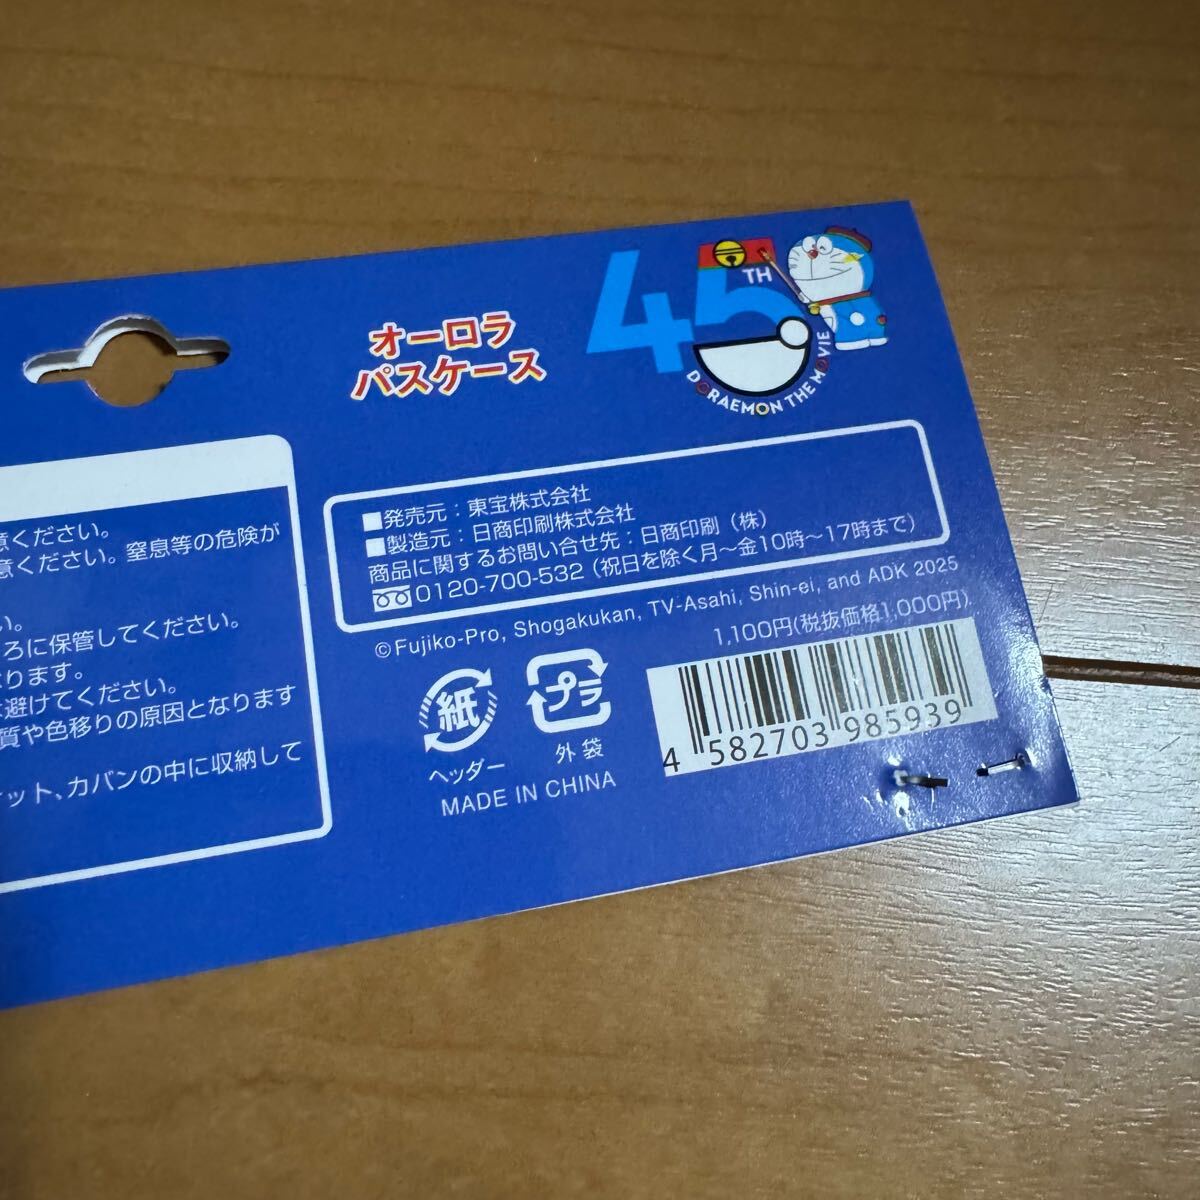 45TH
DORAEMON THE MOVIE
オーロラ
パスケース
意ください。
意ください。窒息等の危険が
い。
ろに保管してください。
ります。
避けてください。
質や色移りの原因となります
ット、カバンの中に収納して
■発売元：東宝株式会社
■製造元：日商印刷株式会社
商品に関するお問い合せ先：日商印刷（株）
0120-700-532（祝日を除く月～金10時～17時まで）
©Fujiko-Pro, Shogakukan, TV-Asahi, Shin-ei, and ADK 2025
1,100円(税抜価格1,000円)
紙
ヘッダー
プラ
外 袋
MADE IN CHINA
4 582703 985939